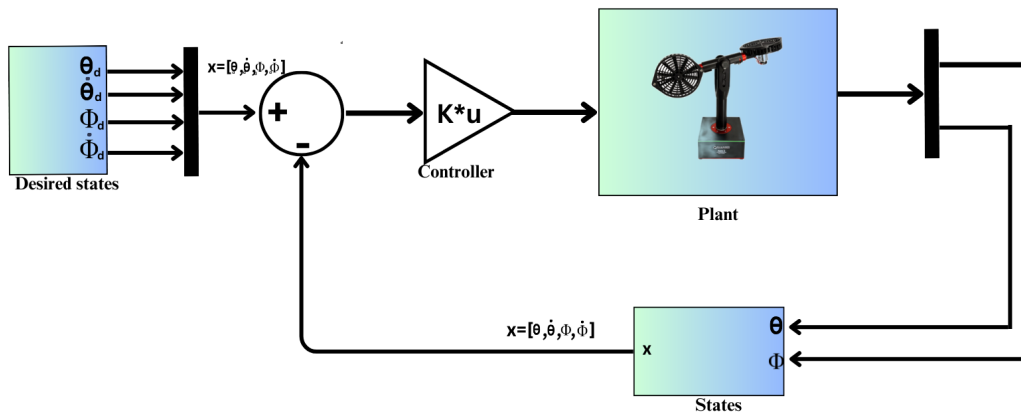 θd
θ̇d
Φd
Φ̇d
Desired states
x=[θ,θ̇,Φ,Φ̇]
+
-
K*u
Controller
Plant
x=[θ,θ̇,Φ,Φ̇]
x
θ
Φ
States